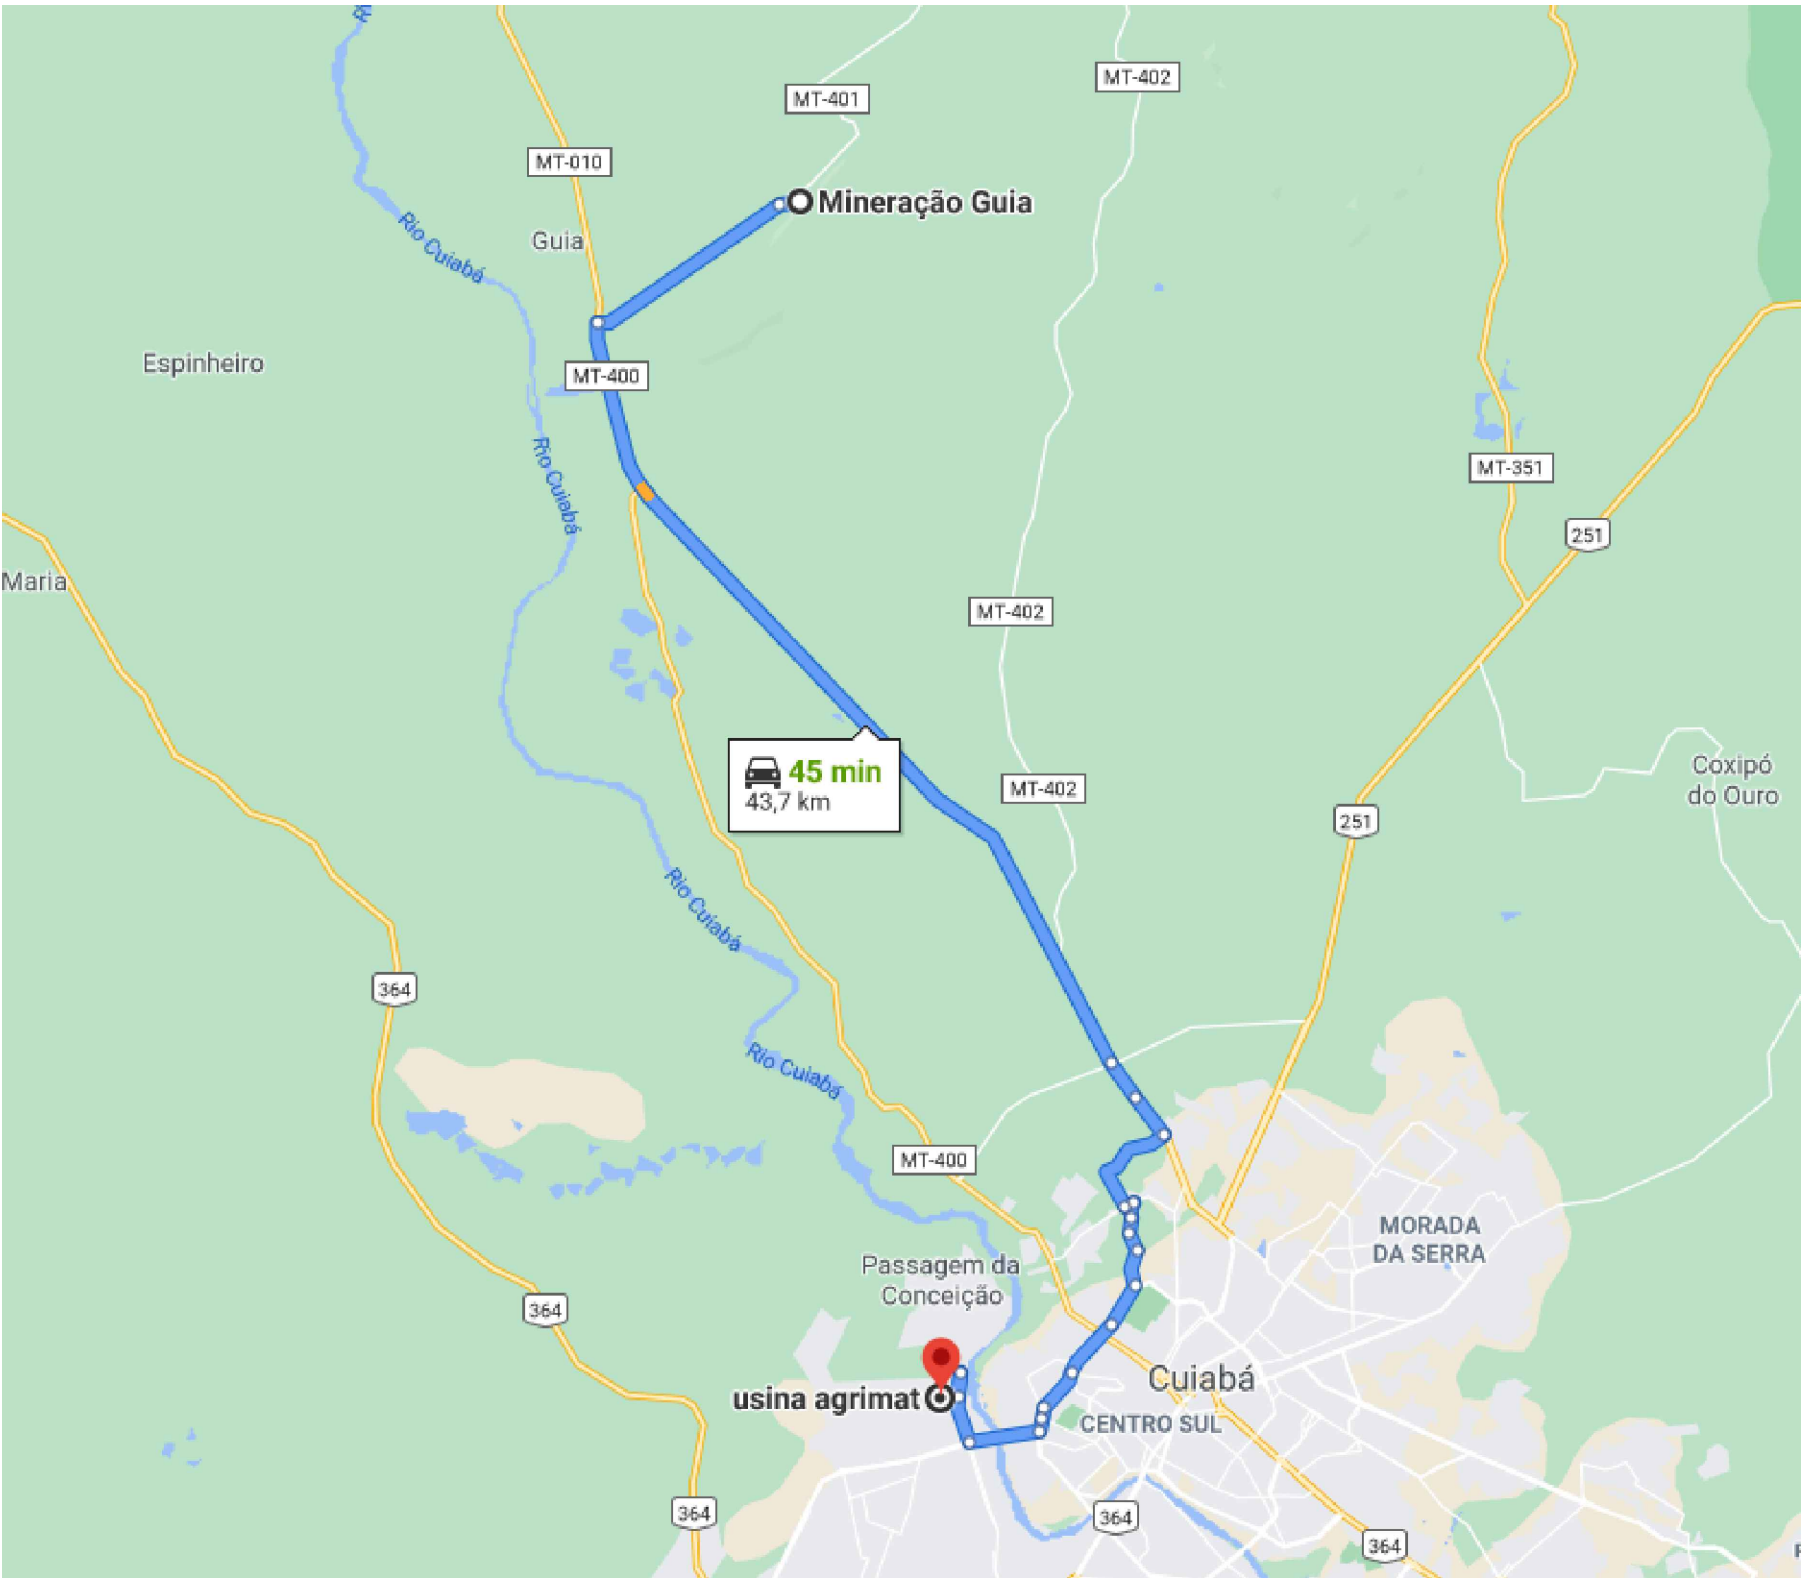 MT-402
MT-401
MT-010
Mineração Guia
Rio Cuiabá
Guia
Espinheiro
MT-400
Rio Cuiabá
MT-351
251
Maria
MT-402
45 min
43,7 km
MT-402
Coxipó
do Ouro
251
Rio Cuiabá
364
Rio Cuiabá
MT-400
MORADA
DA SERRA
Passagem da
Conceição
364
usina agrimat
Cuiabá
CENTRO SUL
364
364
364